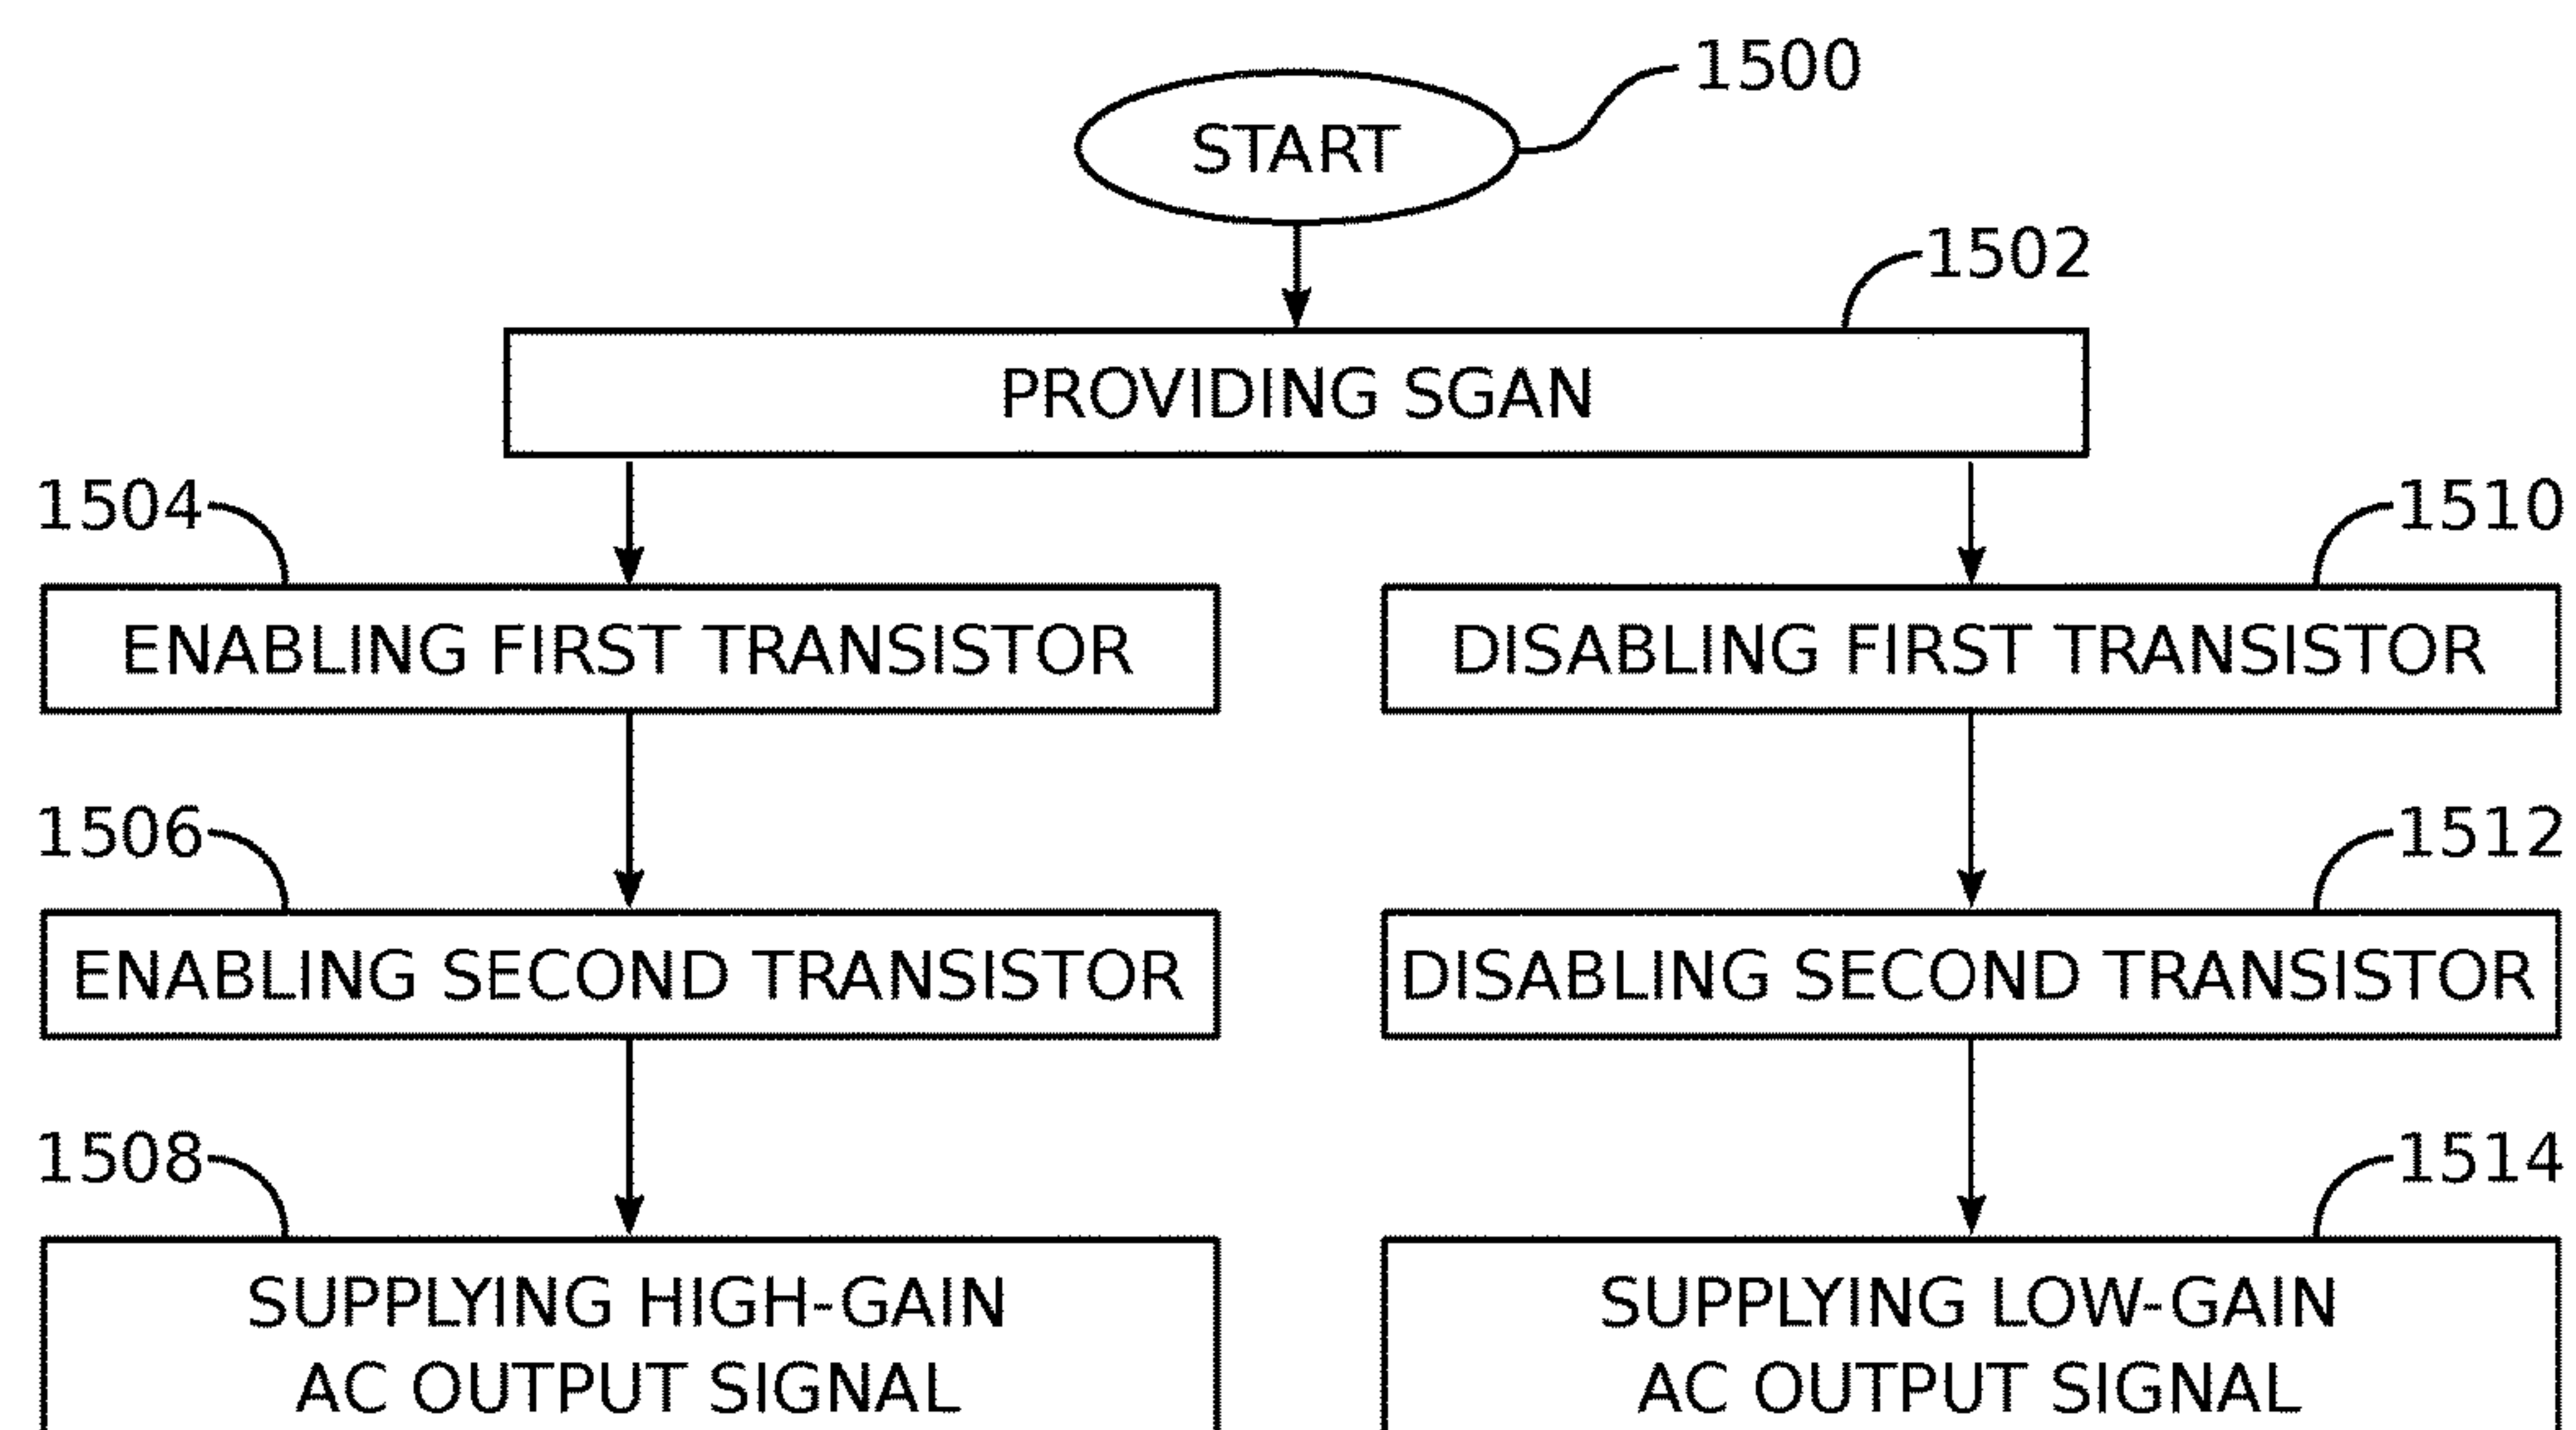 1500
START
1502
PROVIDING SGAN
1504
1510
ENABLING FIRST TRANSISTOR
DISABLING FIRST TRANSISTOR
1506
1512
ENABLING SECOND TRANSISTOR
DISABLING SECOND TRANSISTOR
1508
1514
SUPPLYING HIGH-GAIN
AC OUTPUT SIGNAL
SUPPLYING LOW-GAIN
AC OUTPUT SIGNAL